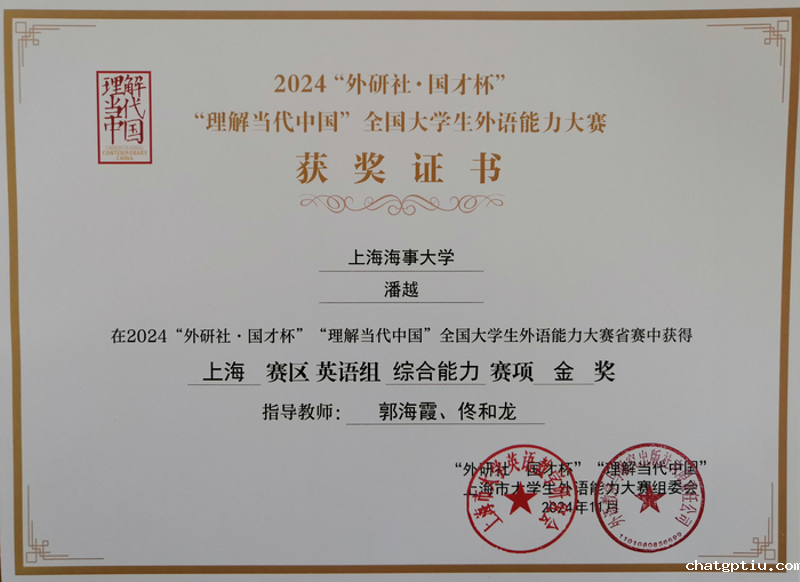 理解当代中国
CONTEMPORARY
CHINA
2024“外研社·国才杯”
“理解当代中国”全国大学生外语能力大赛
获奖证书
上海海事大学
潘越
在2024“外研社·国才杯”“理解当代中国”全国大学生外语能力大赛省赛中获得
上海 赛区 英语组 综合能力 赛项 金 奖
指导教师：郭海霞、佟和龙
“外研社·国才杯”“理解当代中国”
上海市大学生外语能力大赛组委会
2024年11月
chatgptiu.com